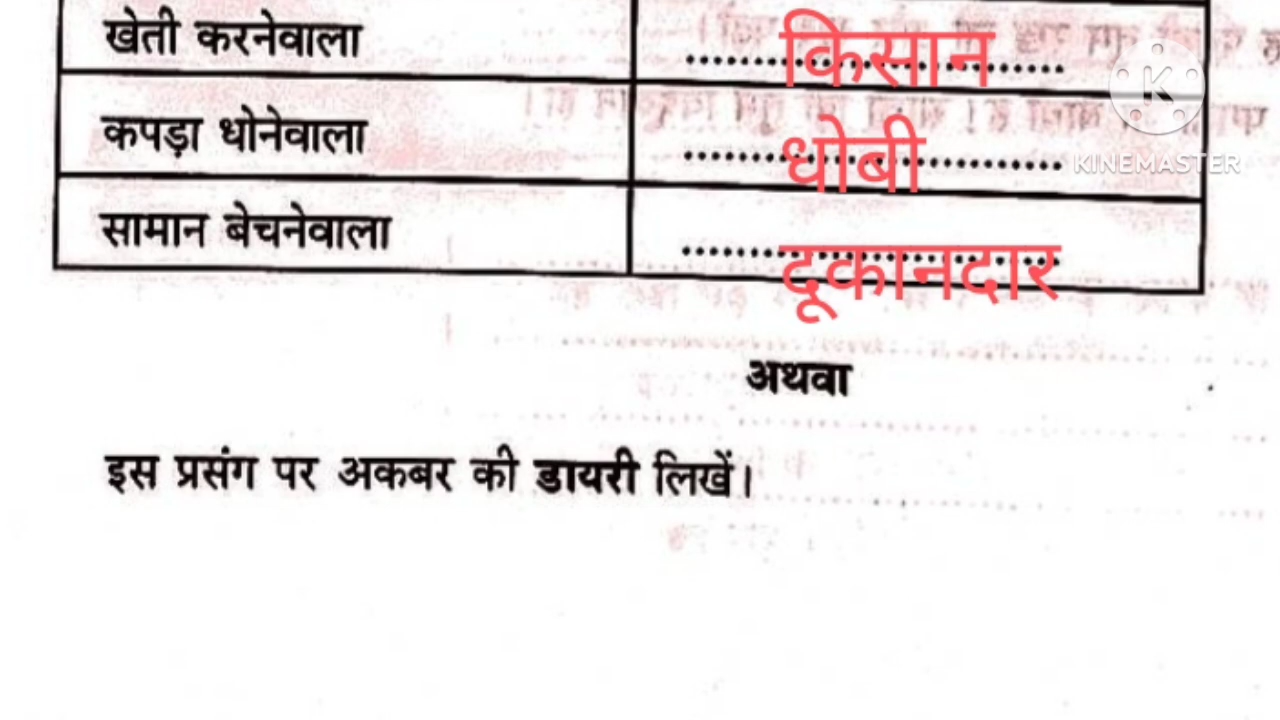 खेती करनेवाला किसान
कपड़ा धोनेवाला धोबी
KINEMASTER
सामान बेचनेवाला दूकानदार
अथवा
इस प्रसंग पर अकबर की डायरी लिखें।